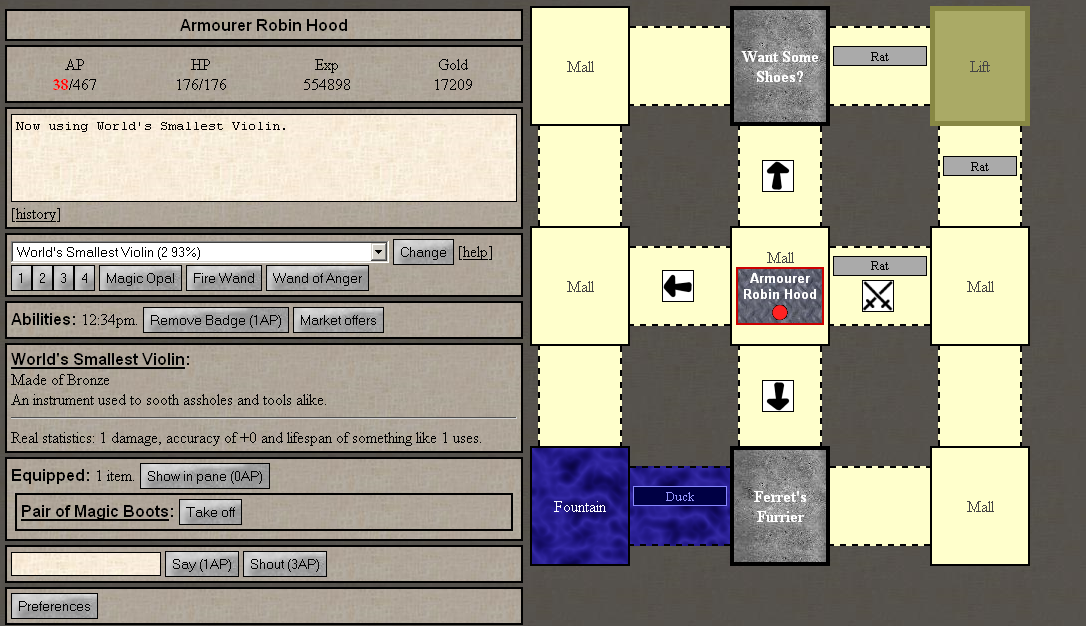 Armourer Robin Hood
AP HP Exp Gold
38/467 176/176 554898 17209
Now using World's Smallest Violin.
[history]
World's Smallest Violin (2 93%) Change [help]
1 2 3 4 Magic Opal Fire Wand Wand of Anger
Abilities: 12:34pm. Remove Badge (1AP) Market offers
World's Smallest Violin:
Made of Bronze
An instrument used to sooth assholes and tools alike.
Real statistics: 1 damage, accuracy of +0 and lifespan of something like 1 uses.
Equipped: 1 item. Show in pane (0AP)
Pair of Magic Boots: Take off
Say (1AP) Shout (3AP)
Preferences
Mall
Want Some
Shoes?
Rat
Lift
Rat
Mall
Mall
Armourer
Robin Hood
Rat
Mall
Fountain
Duck
Ferret's
Furrier
Mall